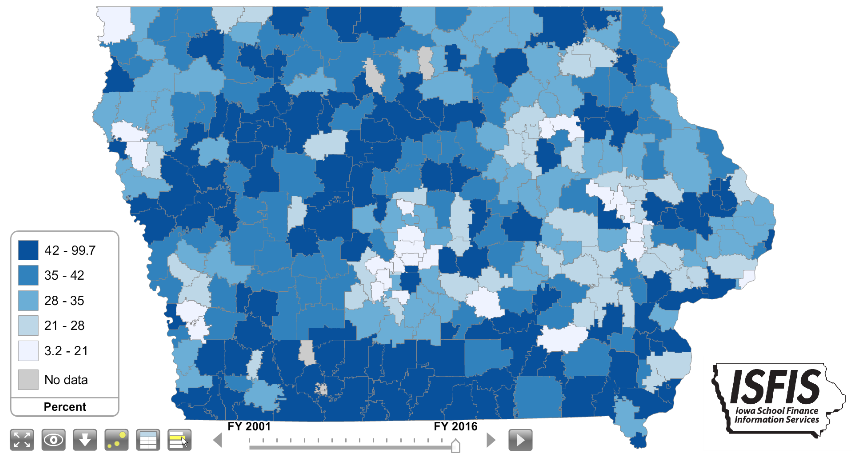 42 - 99.7
35 - 42
28 - 35
21 - 28
3.2 - 21
No data
Percent
FY 2001
FY 2016
ISFIS
Iowa School Finance
Information Services